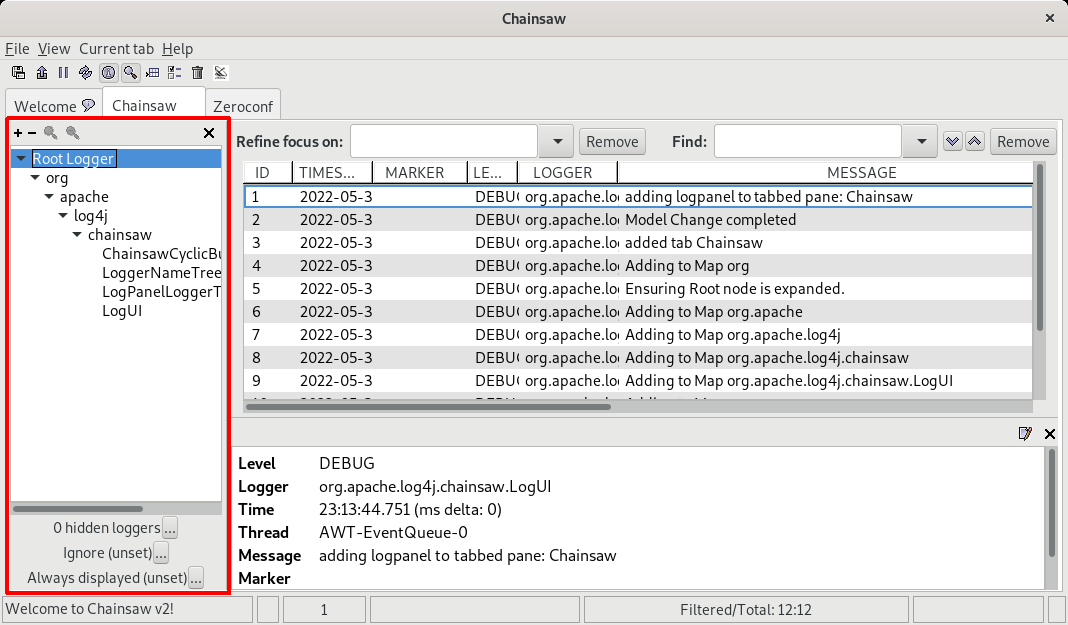 Chainsaw
File View Current tab Help
Welcome Chainsaw Zeroconf
Refine focus on: Remove Find: Remove
Root Logger
org
apache
log4j
chainsaw
ChainsawCyclicBu
LoggerNameTree
LogPanelLoggerT
LogUI
0 hidden loggers ...
Ignore (unset) ...
Always displayed (unset) ...
ID TIMES... MARKER LE... LOGGER MESSAGE
1 2022-05-3 DEBU org.apache.lo adding logpanel to tabbed pane: Chainsaw
2 2022-05-3 DEBU org.apache.lo Model Change completed
3 2022-05-3 DEBU org.apache.lo added tab Chainsaw
4 2022-05-3 DEBU org.apache.lo Adding to Map org
5 2022-05-3 DEBU org.apache.lo Ensuring Root node is expanded.
6 2022-05-3 DEBU org.apache.lo Adding to Map org.apache
7 2022-05-3 DEBU org.apache.lo Adding to Map org.apache.log4j
8 2022-05-3 DEBU org.apache.lo Adding to Map org.apache.log4j.chainsaw
9 2022-05-3 DEBU org.apache.lo Adding to Map org.apache.log4j.chainsaw.LogUI
Level DEBUG
Logger org.apache.log4j.chainsaw.LogUI
Time 23:13:44.751 (ms delta: 0)
Thread AWT-EventQueue-0
Message adding logpanel to tabbed pane: Chainsaw
Marker
Welcome to Chainsaw v2! 1 Filtered/Total: 12:12